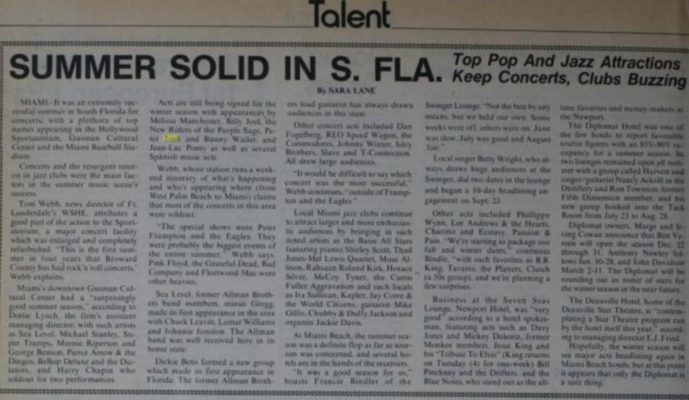 Talent
SUMMER SOLID IN S. FLA.
Top Pop And Jazz Attractions
Keep Concerts, Clubs Buzzing
By SARA LANE
MIAMI—It was an extremely suc-
cessful summer in South Florida for
concerts, with a plethora of top
names appearing in the Hollywood
Sportatorium, Gusman Cultural
Center and the Miami Baseball Sta-
dium.
Concerts and the resurgent inter-
est in jazz clubs were the main fac-
tors in the summer music scene's
success.
Tom Webb, news director of Ft.
Lauderdale's WSHE, attributes a
good part of the action to the Sport-
atorium, a major concert facility
which was enlarged and completely
refurbished. "This is the first sum-
mer in four years that Broward
County has had rock'n'roll concerts,"
Webb explains.
Miami's downtown Gusman Cul-
tural Center had a "surprisingly
good summer season," according to
Lynch, the firm's assistant
managing director, with such artists
as Sea Level, Michael Stanley, Su-
per Tramps, Minnie Riperton and
George Benson, Pierce Arrow & the
and the Dic-
tators, and Harry Chapin who
soldout for two performances.
Acts are still being signed for the
winter season with appearances by
Melissa Manchester, Billy Joel, the
New Riders of the Purple Sage, Pe-
ter Tosh and Bunny Wailer, and
Jean-Luc Ponty as well as several
Spanish music acts.
Webb, whose station runs a week-
end itinerary of what's happening
and who's appearing where (from
West Palm Beach to Miami) claims
that most of the concerts in this area
were soldout.
"The special shows were Peter
Frampton and the Eagles. They
were probably the biggest events of
the entire summer," Webb says.
Pink Floyd, the Grateful Dead, Bad
Company and Fleetwood Mac were
other heavies.
Sea Level, former Allman Broth-
ers band members, minus Gregg,
made its first appearance in the area
with Chuck Leavell, Lamar Williams
and Johnnie Jonnson. The Allman
band was well received here in its
home state.
Dickie Betts formed a new group
which made its first appearance in
Florida. The former Allman Broth-
ers lead guitarist has always drawn
audiences in this state.
Other concert acts included Dan
Fogelberg, REO Speed Wagon, the
Commodores, Johnny Winter, Isley
Brothers, Slave and T-Connection.
All drew large audiences.
"It would be difficult to say which
concert was the most successful,"
Webb continues, "outside of Framp-
ton and the Eagles."
Local Miami jazz clubs continue
to attract larger and more enthusias-
tic audiences by bringing in such
noted artists as the Basin All Stars
featuring pianist Shirley Scott, Thad
Jones-Mel Lewis Quartet, Mose Al-
lison, Rahsaan Roland Kirk, Horace
Silver, McCoy Tyner, the Curtis
Fuller Aggravation and such locals
as Ira Sullivan, Kepler, Jay Corre &
the World Citizens, guitarist Mike
Gillis, Chubby & Duffy Jackson and
organist Jackie Davis.
At Miami Beach, the summer sea-
son was a definite flop as far as tour-
ism was concerned, and several ho-
tels are in the hands of the receivers.
"It was a good season for us,"
boasts Francie Bindler of the
Swinger Lounge. "Not the best by any
means, but we held our own. Some
weeks were off, others were on. June
was slow, July was good and August
fair."
Local singer Betty Wright, who al-
ways draws huge audiences at the
Swinger, did two dates in the lounge
and began a 10-day headlining en-
gagement on Sept. 23.
Other acts included Phillippe
Wynn, Lee Andrews & the Hearts,
Charino and Ecstasy, Passion &
Pain. "We're starting to package our
fall and winter dates," continues
Bindle, "with such favorites as B.B.
King, Tavares, the Platters, Clutch
(a 50s group), and we're planning a
few surprises.
Business at the Seven Seas
Lounge, Newport Hotel, was "very
good" according to a hotel spokes-
man, featuring acts such as Davy
Jones and Mickey Dolentz, former
Monkee members. Jose King and
his "Tribute To Elvis" (King returns
on Tuesday (4) for one-week) Bill
Pinckney and the Drifters, and the
Blue Notes, who stand out as the all-
time favorites and money-makers at
the Newport.
The Diplomat Hotel was one of
the few hotels to report favorable
tourist figures with an 85%-90% oc-
cupancy for a summer season. Its
two lounges remained open all sum-
mer with a group called Harvest and
singer/guitarist Nancy in the
Distillery and Ron Townson, former
Fifth Dimension member, and his
new group booked into the Tack
Room from July 23 to Aug. 28.
Diplomat owners, Marge and Ir-
ving Cowan announce that Ben Va-
reen will open the season Dec. 22
through 31. Anthony Newley fol-
lows Jan. 10-28, and John Davidson
March 2-11. The Diplomat will be
rounding out its roster of stars for
the winter season in the near future.
The Deauville Hotel, home of the
Deauville Star Theatre, is "contem-
plating a Star Theatre program run
by the hotel itself this year," accord-
ing to managing director E.J. Frind.
Hopefully, the winter season will
see major acts headlining again in
Miami Beach hotels, but at this point
it appears that only the Diplomat is
a sure thing.